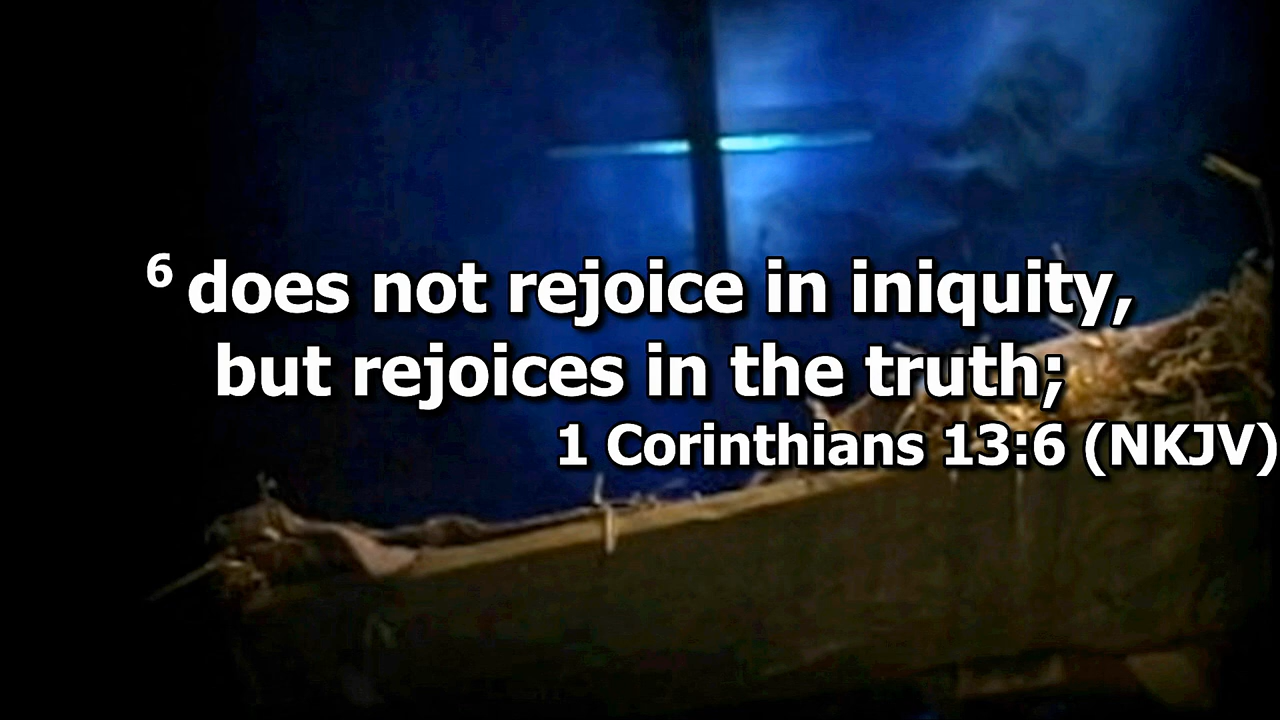 6 does not rejoice in iniquity,
but rejoices in the truth;
1 Corinthians 13:6 (NKJV)